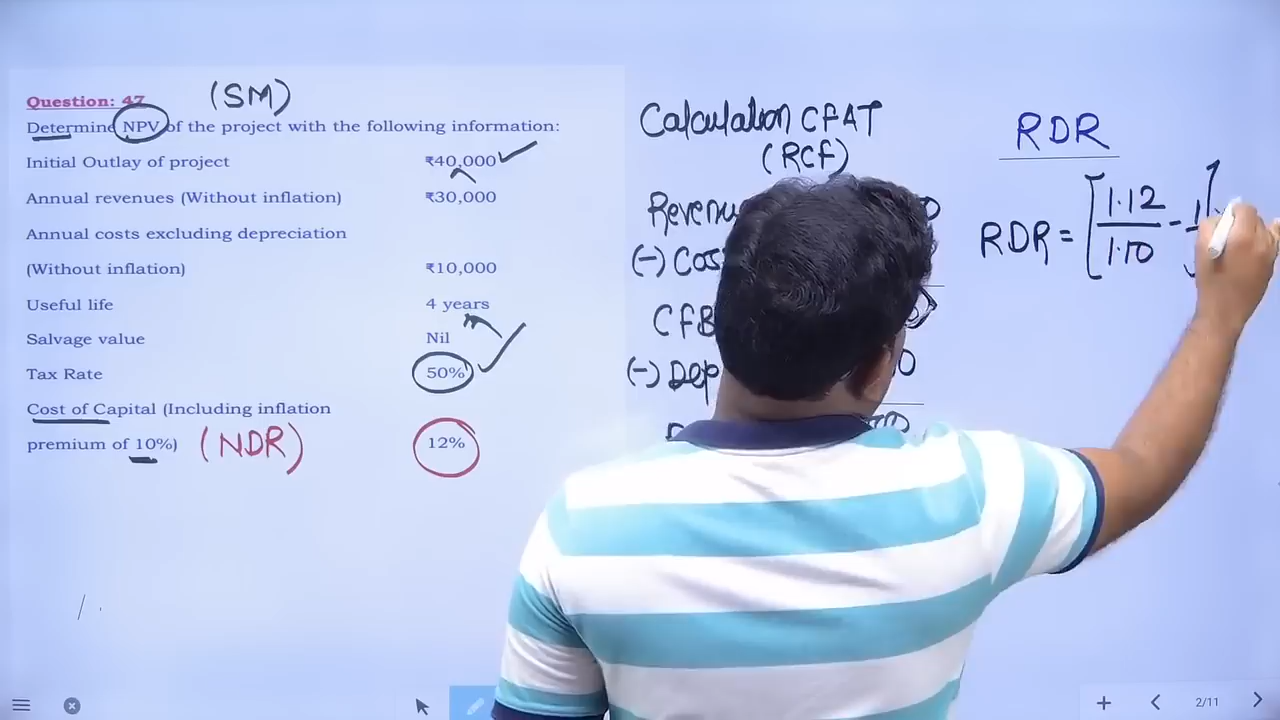 Question: 47 (SM)
Determine NPV of the project with the following information:
Initial Outlay of project ₹40,000
Annual revenues (Without inflation) ₹30,000
Annual costs excluding depreciation
(Without inflation) ₹10,000
Useful life 4 years
Salvage value Nil
Tax Rate 50%
Cost of Capital (Including inflation
premium of 10%) (NDR) 12%
Calculation CFAT
(RCF)
(-)
(-) Dep
RDR
RDR = [1.12/1.10 - 1]
2/11